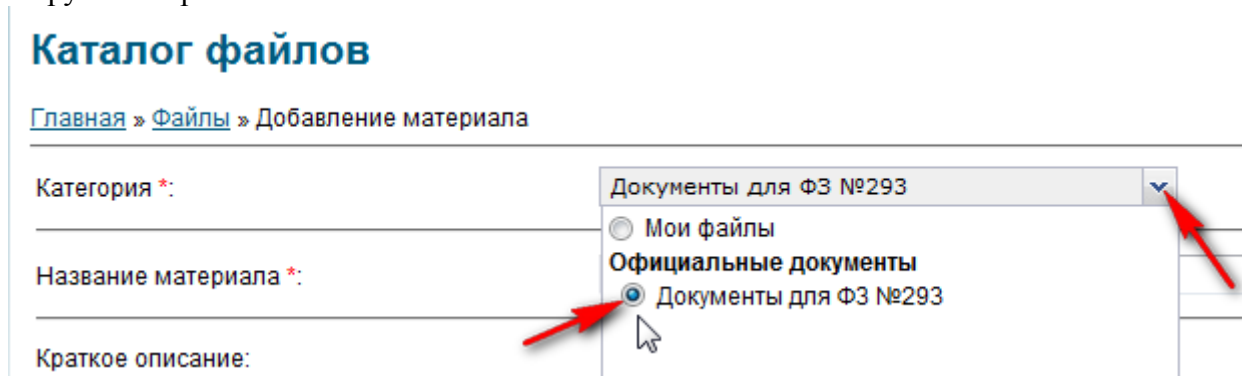 Каталог файлов
Главная » Файлы » Добавление материала
Категория *:
Документы для ФЗ №293
Мои файлы
Официальные документы
Название материала *:
Документы для ФЗ №293
Краткое описание: